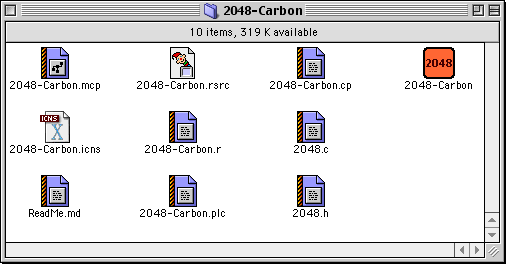 2048-Carbon
10 items, 319 K available
2048-Carbon.mcp
2048-Carbon.rsrc
2048-Carbon.cp
2048
2048-Carbon
ICNS
2048-Carbon.icns
2048-Carbon.r
2048.c
ReadMe.md
2048-Carbon.plc
2048.h